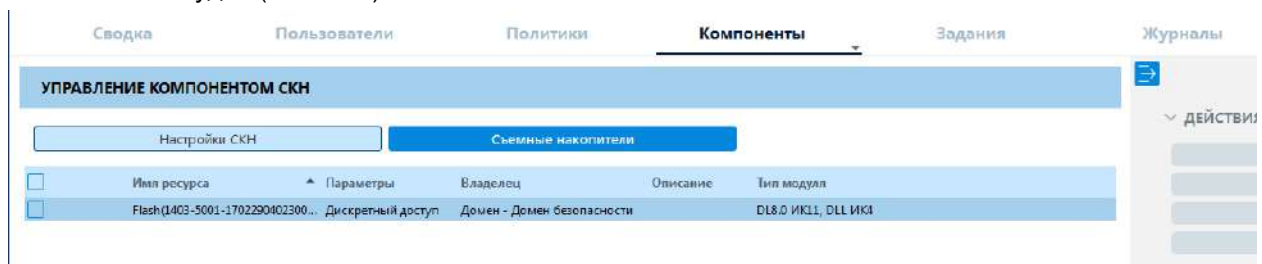 Сводка Пользователи Политики Компоненты Задания Журналы
УПРАВЛЕНИЕ КОМПОНЕНТОМ СКН
ДЕЙСТВИЯ
Настройки СКН Съемные накопители
Имя ресурса Параметры Владелец Описание Тип модуля
Flash(1403-5001-1702290402300... Дискретный доступ Домен - Домен безопасности DL8.0 ИК11, DLL ИК4